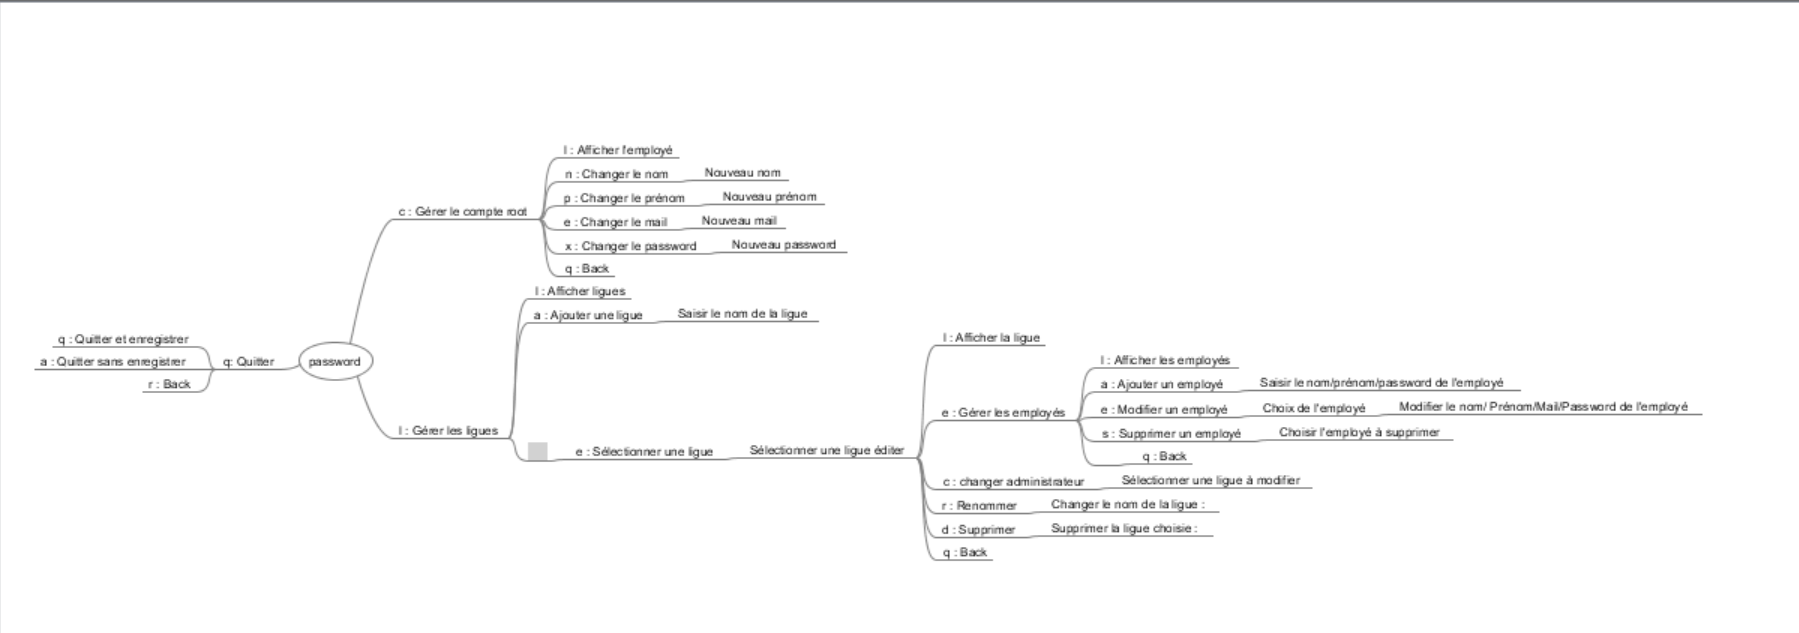 l : Afficher l'employé
n : Changer le nom
Nouveau nom
p : Changer le prénom
Nouveau prénom
c : Gérer le compte root
e : Changer le mail
Nouveau mail
x : Changer le password
Nouveau password
q : Back
l : Afficher ligues
a : Ajouter une ligue
Saisir le nom de la ligue
q : Quitter et enregistrer
a : Quitter sans enregistrer
r : Back
q: Quitter
password
l : Gérer les ligues
e : Sélectionner une ligue
Sélectionner une ligue éditer
l : Afficher la ligue
e : Gérer les employés
l : Afficher les employés
a : Ajouter un employé
Saisir le nom/prénom/password de l'employé
e : Modifier un employé
Choix de l'employé
Modifier le nom/ Prénom/Mail/Password de l'employé
s : Supprimer un employé
Choisir l'employé à supprimer
q : Back
c : changer administrateur
Sélectionner une ligue à modifier
r : Renommer
Changer le nom de la ligue :
d : Supprimer
Supprimer la ligue choisie :
q : Back